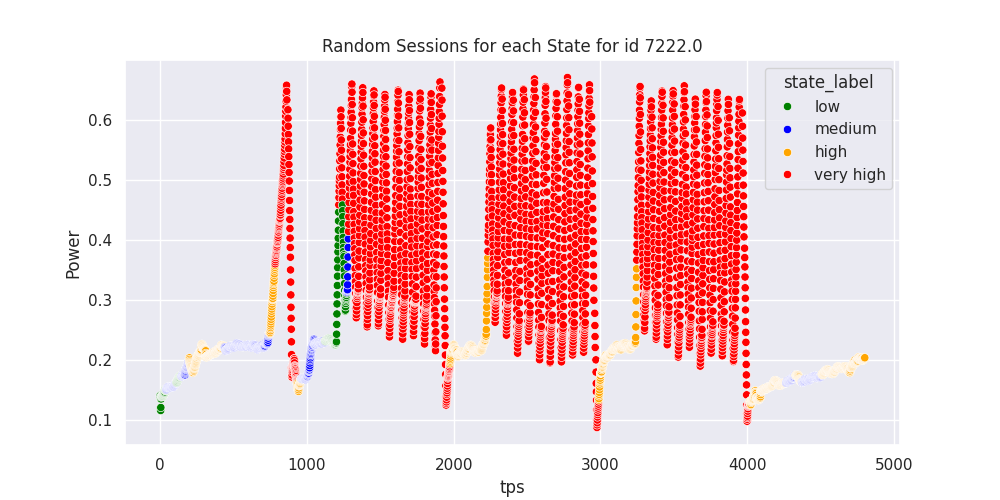 Random Sessions for each State for id 7222.0
Power
0.6
0.5
0.4
0.3
0.2
0.1
state_label
low
medium
high
very high
0 1000 2000 3000 4000 5000
tps